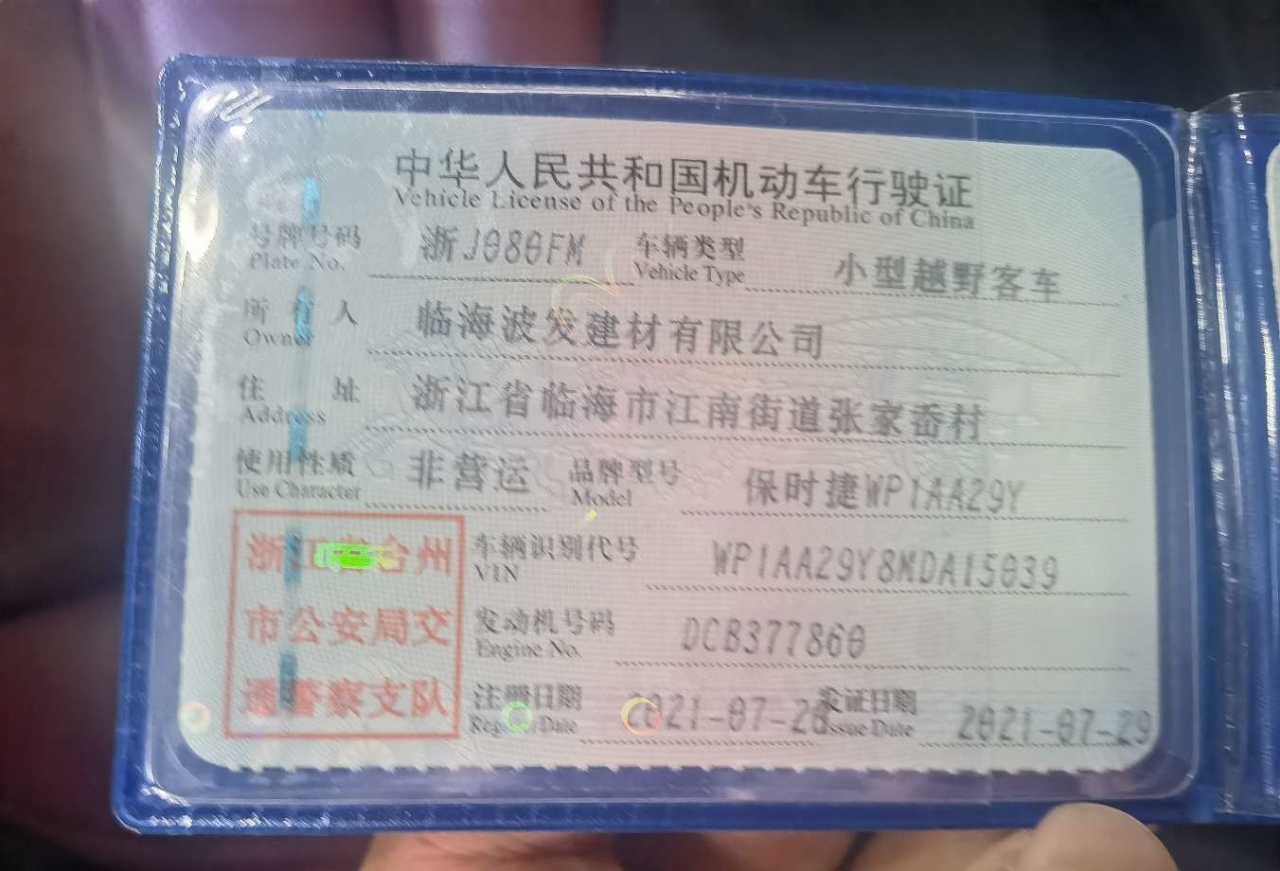 中华人民共和国机动车行驶证
Vehicle License of the People's Republic of China
号牌号码 浙J080FM 车辆类型 小型越野客车
Plate No. Vehicle Type
所有人 临海波发建材有限公司
Owner
住址 浙江省临海市江南街道张家岙村
Address
使用性质 非营运 品牌型号 保时捷WP1AA29Y
Use Character Model
浙江省台州
市公安局交
通警察支队
车辆识别代号 WP1AA29Y8MDA15039
VIN
发动机号码 DCB377860
Engine No.
注册日期 2021-07-28 发证日期 2021-07-29
Register Date Issue Date